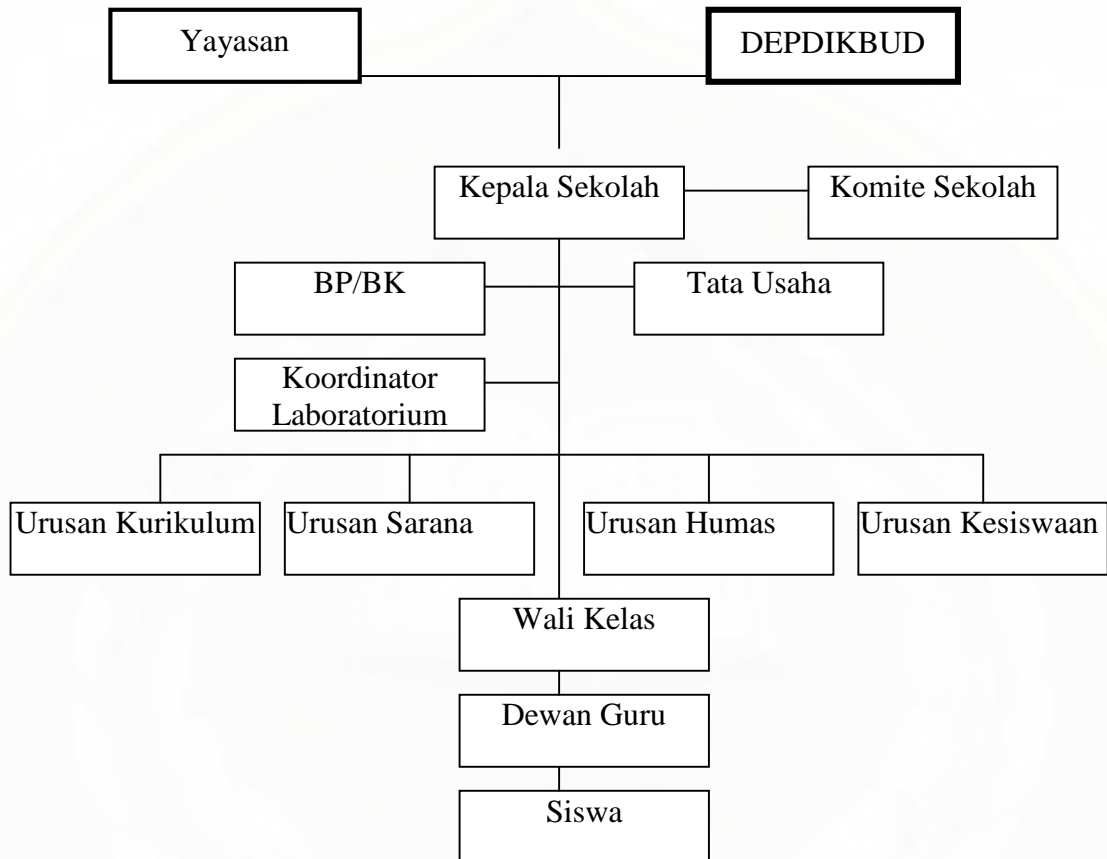 Yayasan
DEPDIKBUD
Kepala Sekolah
Komite Sekolah
BP/BK
Tata Usaha
Koordinator
Laboratorium
Urusan Kurikulum
Urusan Sarana
Urusan Humas
Urusan Kesiswaan
Wali Kelas
Dewan Guru
Siswa